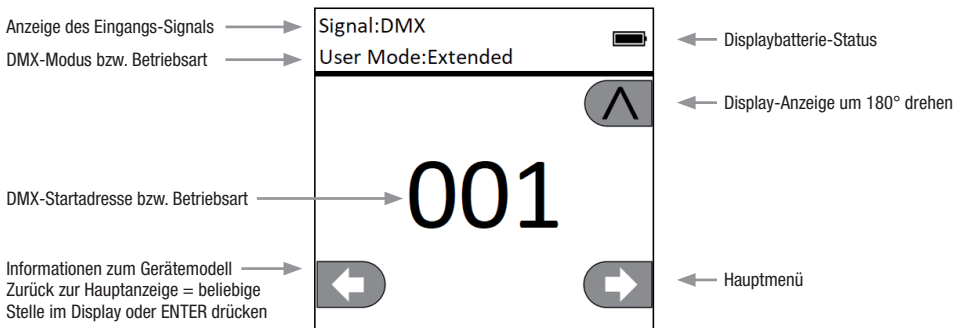 Anzeige des Eingangs-Signals
DMX-Modus bzw. Betriebsart
Signal:DMX
User Mode:Extended
Displaybatterie-Status
Display-Anzeige um 180° drehen
DMX-Startadresse bzw. Betriebsart
001
Informationen zum Gerätemodell
Zurück zur Hauptanzeige = beliebige
Stelle im Display oder ENTER drücken
Hauptmenü